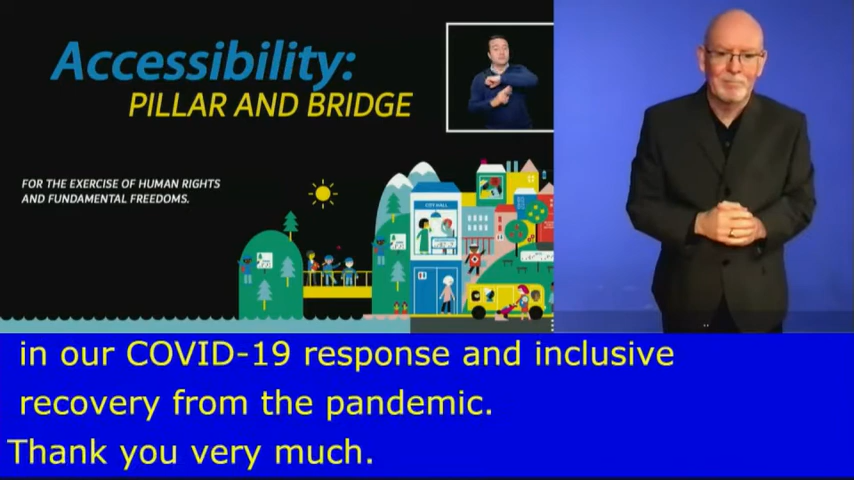 Accessibility:
PILLAR AND BRIDGE
FOR THE EXERCISE OF HUMAN RIGHTS
AND FUNDAMENTAL FREEDOMS.
CITY HALL
in our COVID-19 response and inclusive
recovery from the pandemic.
Thank you very much.